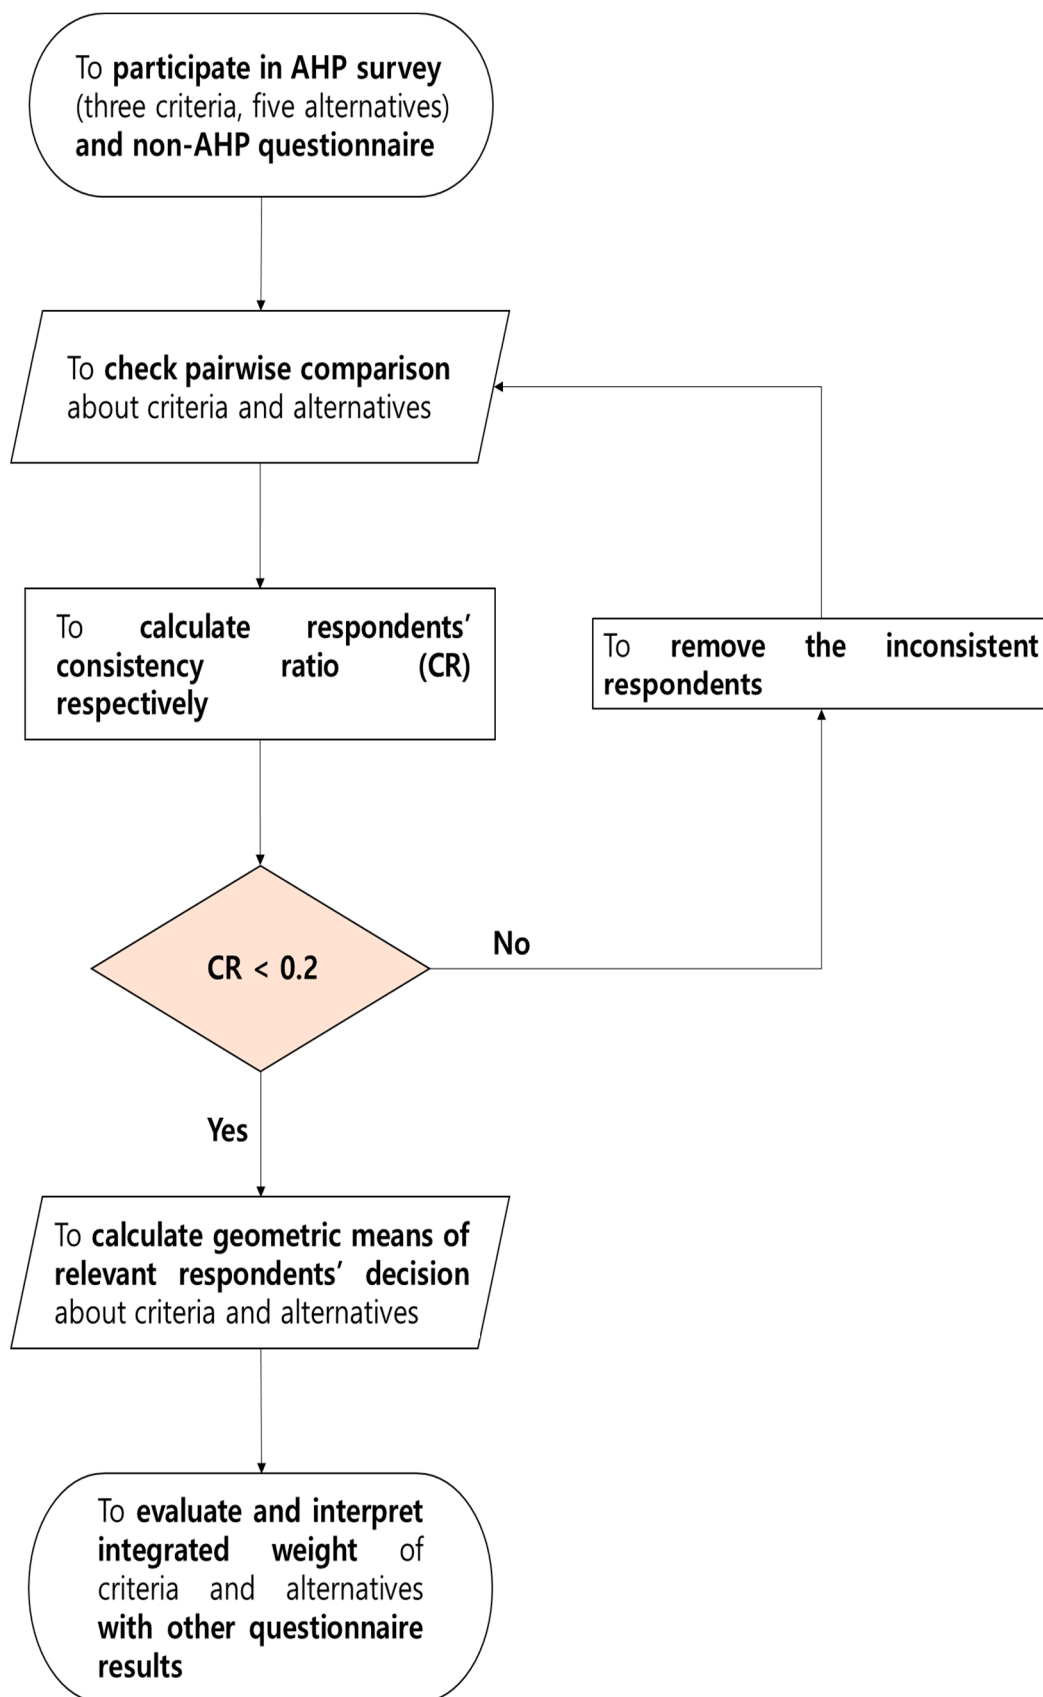 To participate in AHP survey
(three criteria, five alternatives)
and non-AHP questionnaire
To check pairwise comparison
about criteria and alternatives
To calculate respondents’
consistency ratio (CR)
respectively
To remove the inconsistent
respondents
CR < 0.2
No
Yes
To calculate geometric means of
relevant respondents’ decision
about criteria and alternatives
To evaluate and interpret
integrated weight of
criteria and alternatives
with other questionnaire
results